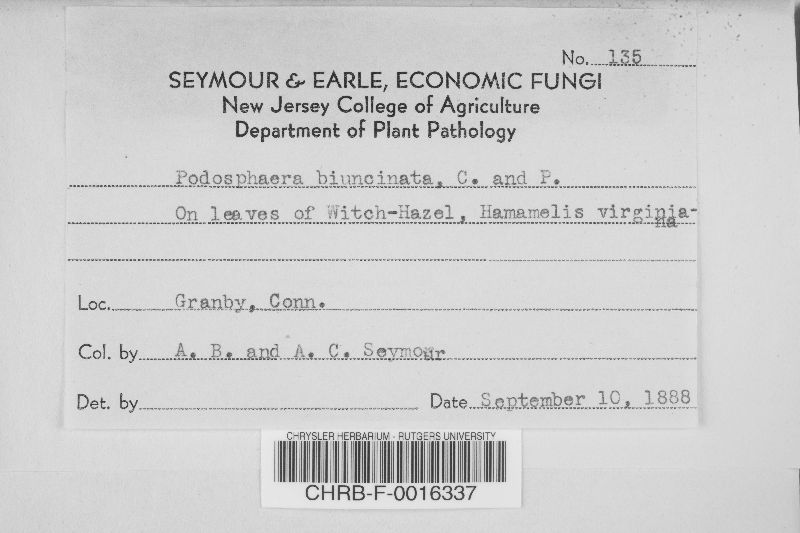 No. 135
SEYMOUR & EARLE, ECONOMIC FUNGI
New Jersey College of Agriculture
Department of Plant Pathology
Podosphaera biuncinata, C. and P.
On leaves of Witch-Hazel, Hamamelis virginia-
na
Loc. Granby, Conn.
Col. by A. B. and A. C. Seymour
Det. by
Date September 10, 1888
CHRYSLER HERBARIUM - RUTGERS UNIVERSITY
CHRB-F-0016337